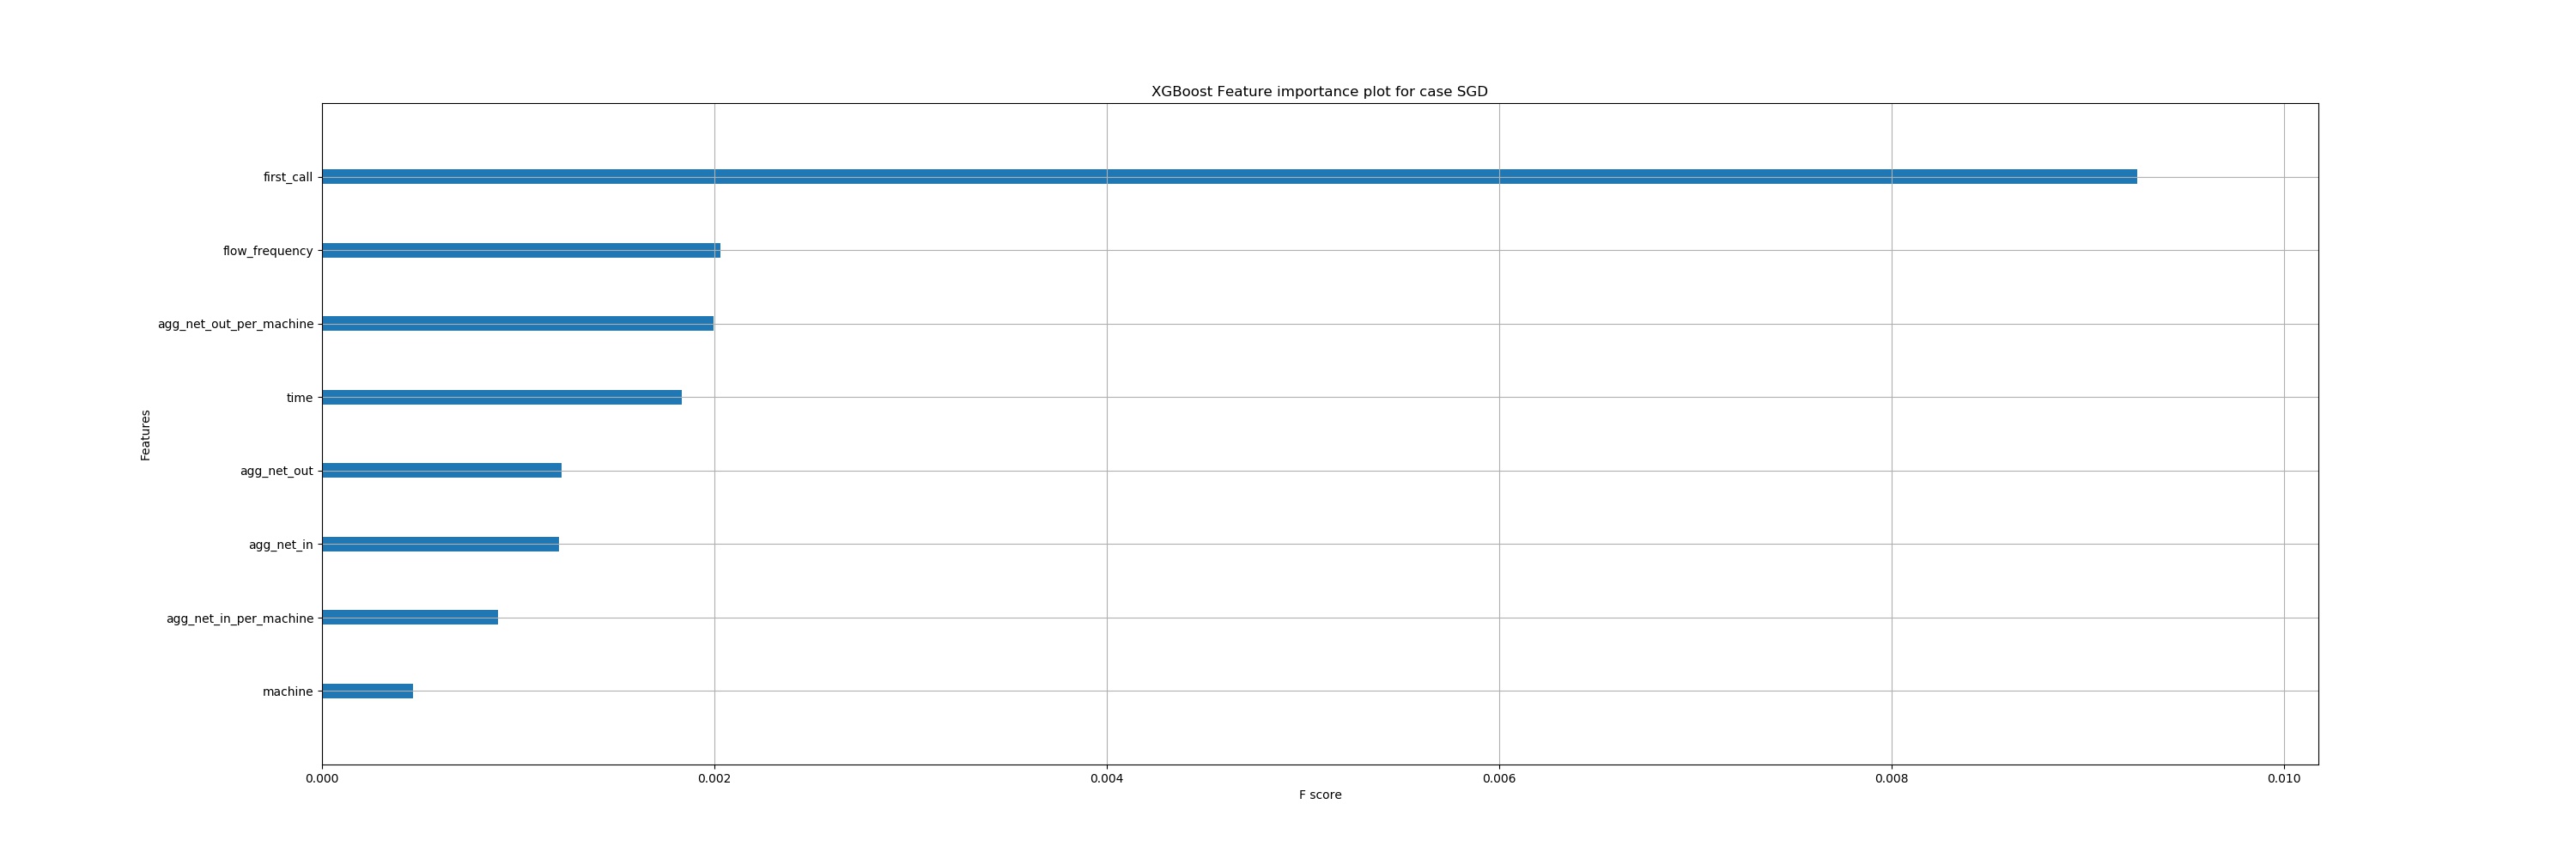 XGBoost Feature importance plot for case SGD
first_call
flow_frequency
agg_net_out_per_machine
time
Features
agg_net_out
agg_net_in
agg_net_in_per_machine
machine
0.000 0.002 0.004 0.006 0.008 0.010
F score